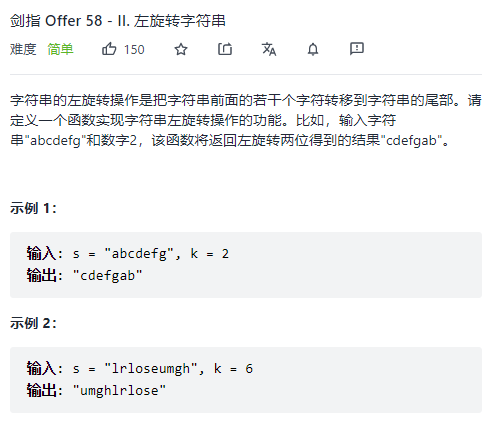 剑指 Offer 58 - II. 左旋转字符串
难度 简单 150
字符串的左旋转操作是把字符串前面的若干个字符转移到字符串的尾部。请
定义一个函数实现字符串左旋转操作的功能。比如，输入字符
串"abcdefg"和数字2，该函数将返回左旋转两位得到的结果"cdefgab"。
示例 1：
输入: s = "abcdefg", k = 2
输出: "cdefgab"
示例 2：
输入: s = "lrloseumgh", k = 6
输出: "umghlrlose"